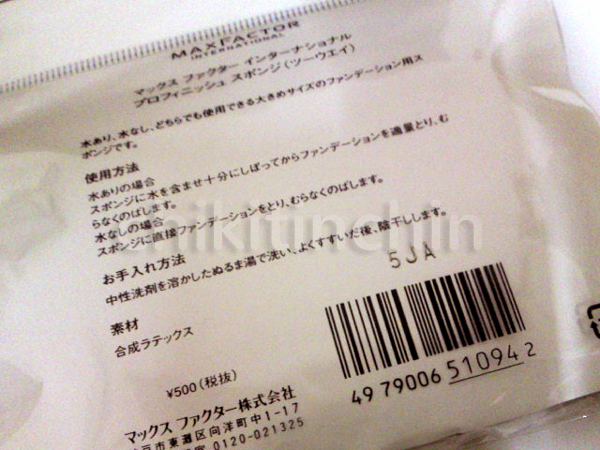 MAXFACTOR
INTERNATIONAL
マックス ファクター インターナショナル
プロフィニッシュ スポンジ(ツーウエイ)
水あり、水なし、どちらでも使用できる大きめサイズのファンデーション用ス
ポンジです。
使用方法
水ありの場合
スポンジに水を含ませ十分にしぼってからファンデーションを適量とり、む
らなくのばします。
水なしの場合
スポンジに直接ファンデーションをとり、むらなくのばします。
お手入れ方法
中性洗剤を溶かしたぬるま湯で洗い、よくすすいだ後、陰干しします。
5JA
素材
合成ラテックス
¥500(税抜)
4979006510942
マックス ファクター株式会社
戸市東灘区向洋町中1-17
0120-021325
nikitinchin